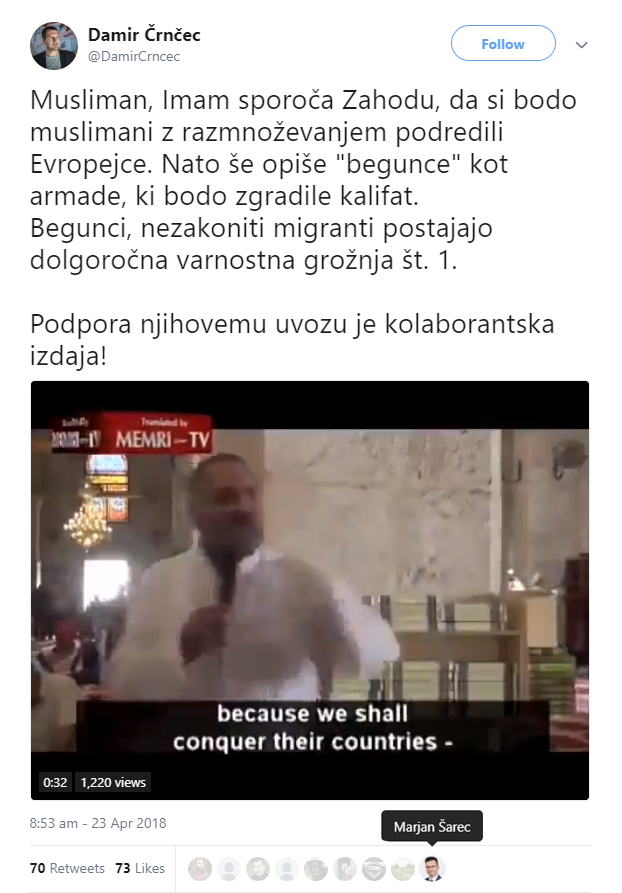 Damir Črnčec
@DamirCrncec
Follow
Musliman, Imam sporoča Zahodu, da si bodo
muslimani z razmnoževanjem podredili
Evropejce. Nato še opiše "begunce" kot
armade, ki bodo zgradile kalifat.
Begunci, nezakoniti migranti postajajo
dolgoročna varnostna grožnja št. 1.
Podpora njihovemu uvozu je kolaborantska
izdaja!
Translated by
MEMRI-TV
because we shall
conquer their countries -
0:32 1,220 views
8:53 am - 23 Apr 2018
Marjan Šarec
70 Retweets 73 Likes